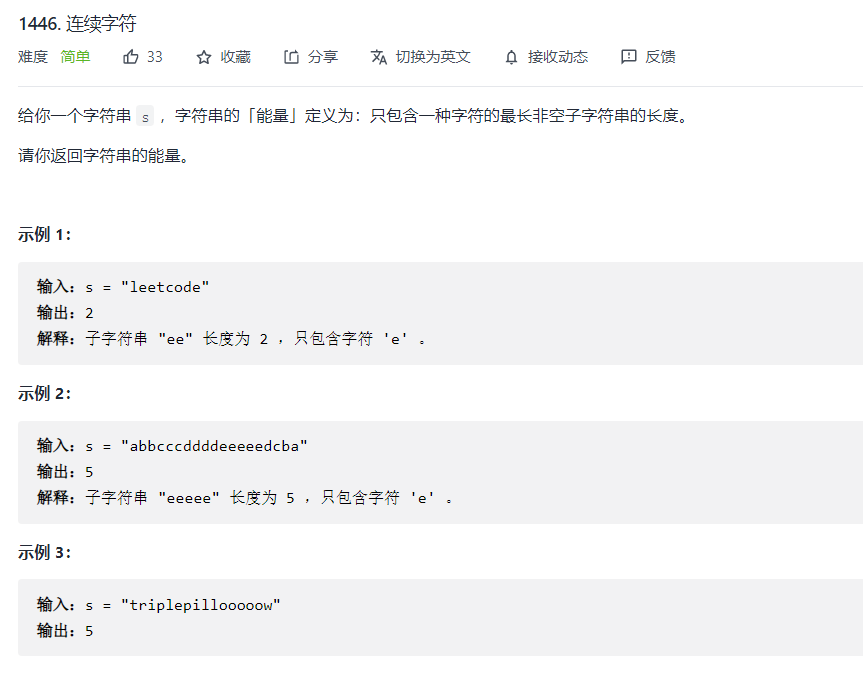 1446. 连续字符
难度 简单 33 收藏 分享 切换为英文 接收动态 反馈
给你一个字符串 s ，字符串的「能量」定义为：只包含一种字符的最长非空子字符串的长度。
请你返回字符串的能量。
示例 1：
输入：s = "leetcode"
输出：2
解释：子字符串 "ee" 长度为 2 ，只包含字符 'e' 。
示例 2：
输入：s = "abbcccddddeeeeedcba"
输出：5
解释：子字符串 "eeeee" 长度为 5 ，只包含字符 'e' 。
示例 3：
输入：s = "triplepillooooow"
输出：5